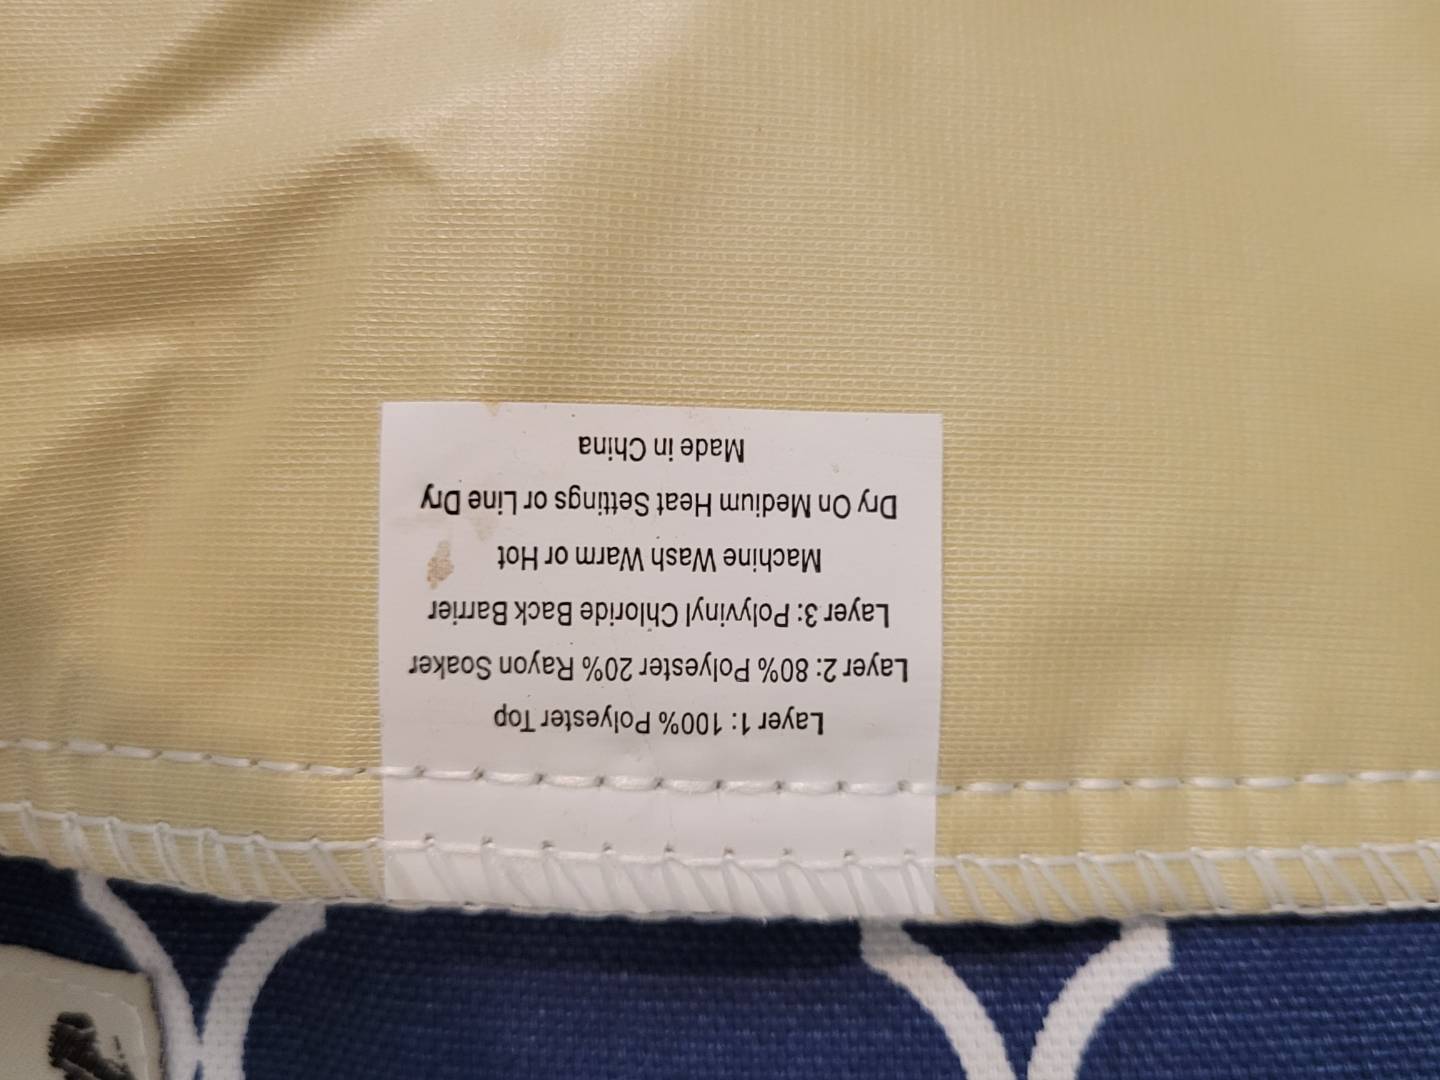 Layer 1: 100% Polyester Top
Layer 2: 80% Polyester 20% Rayon Soaker
Layer 3: Polyvinyl Chloride Back Barrier
Machine Wash Warm or Hot
Dry On Medium Heat Settings or Line Dry
Made in China